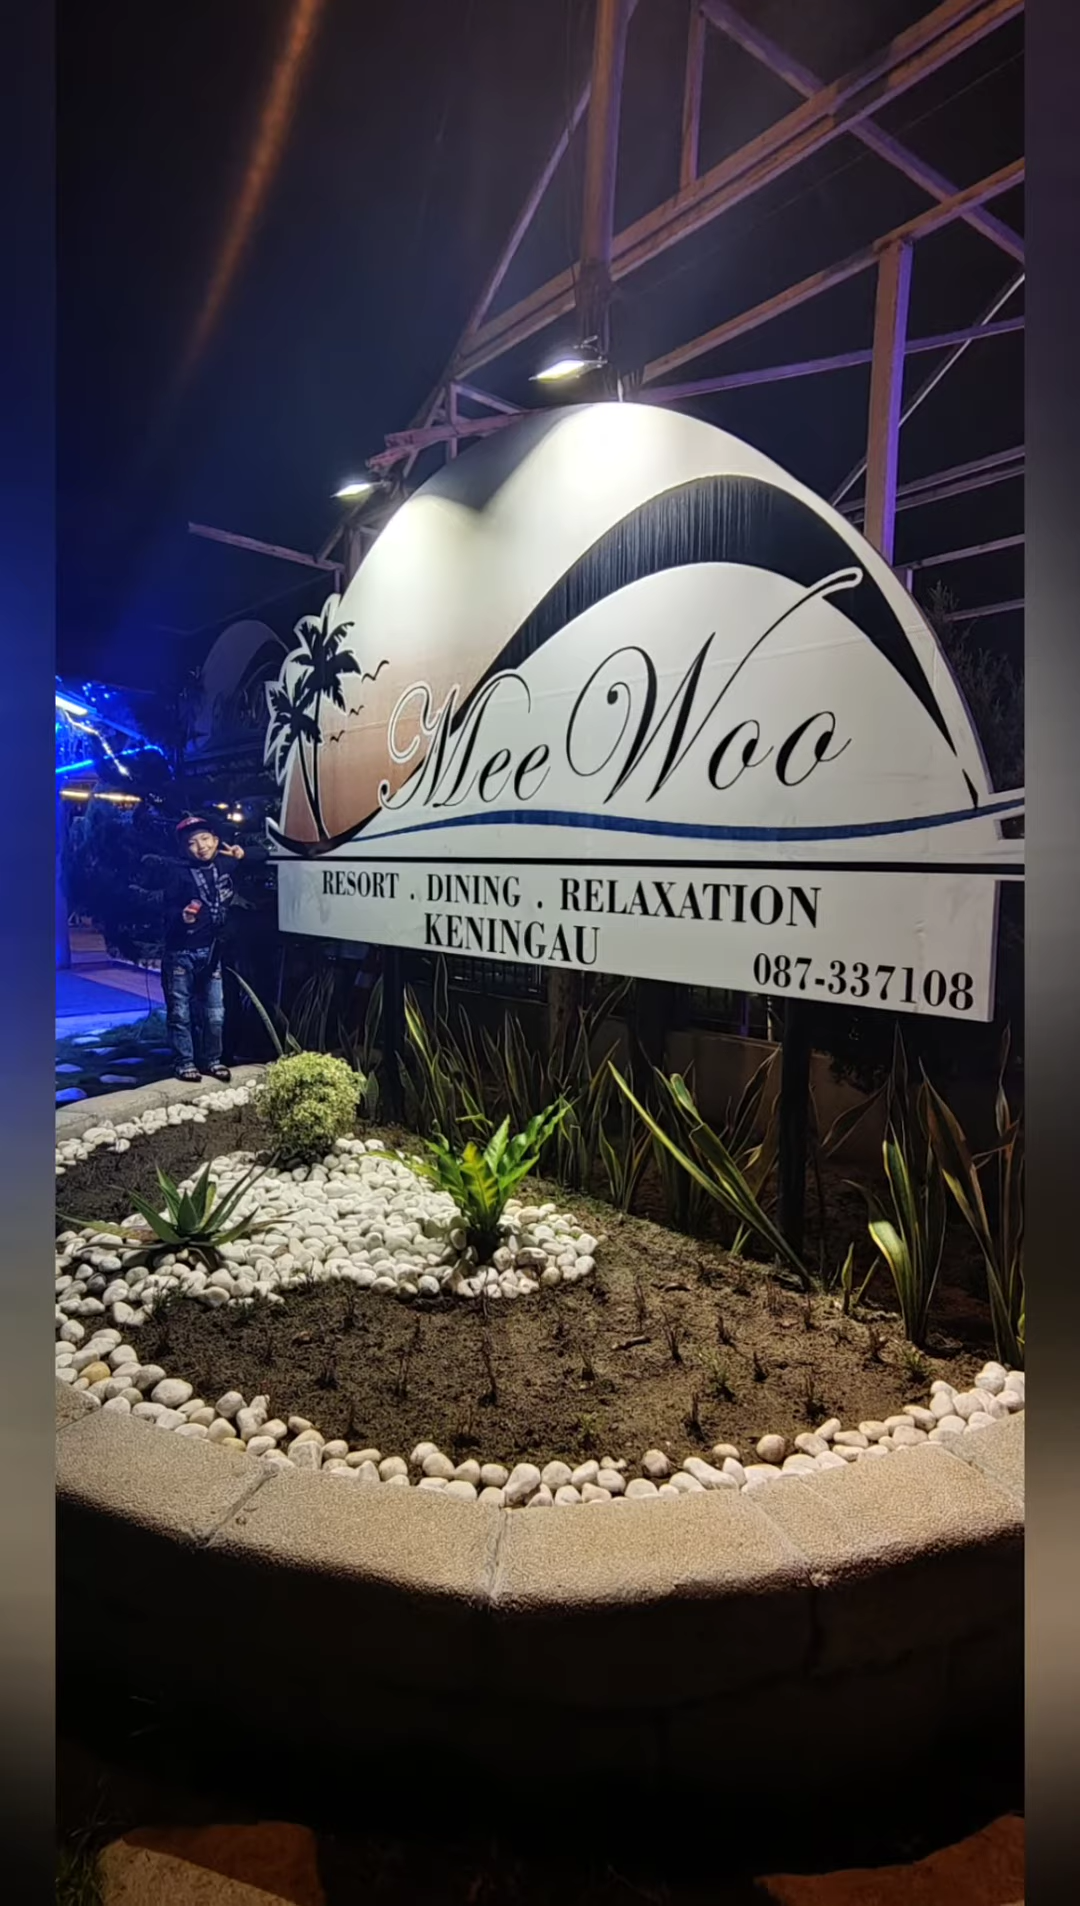 Mee Woo
RESORT . DINING . RELAXATION
KENINGAU
087-337108